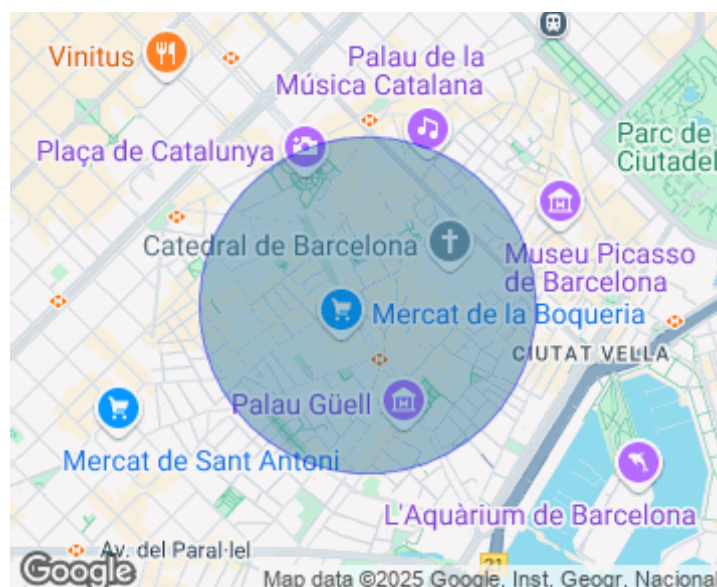 Vinitus
Palau de la
Música Catalana
Plaça de Catalunya
Parc de
Ciutadel
Catedral de Barcelona
Museu Picasso
de Barcelona
Mercat de la Boqueria
CIUTAT VELLA
Palau Güell
Mercat de Sant Antoni
L'Aquàrium de Barcelona
Av. del Paral·lel
21
Google
Map data ©2025 Google, Inst. Geogr. Nacional